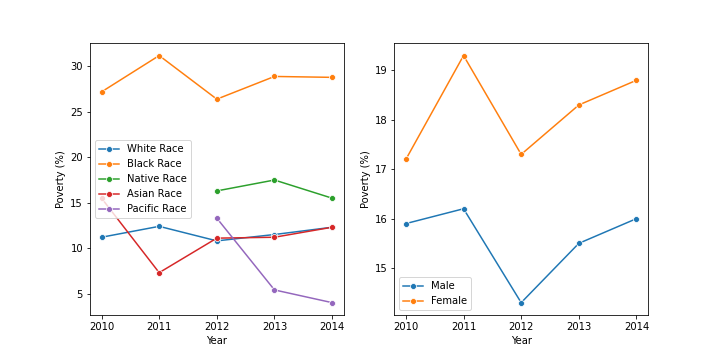 30
25
20
15
10
5
Poverty (%)
White Race
Black Race
Native Race
Asian Race
Pacific Race
2010 2011 2012 2013 2014
Year
19
18
17
16
15
Poverty (%)
Male
Female
2010 2011 2012 2013 2014
Year